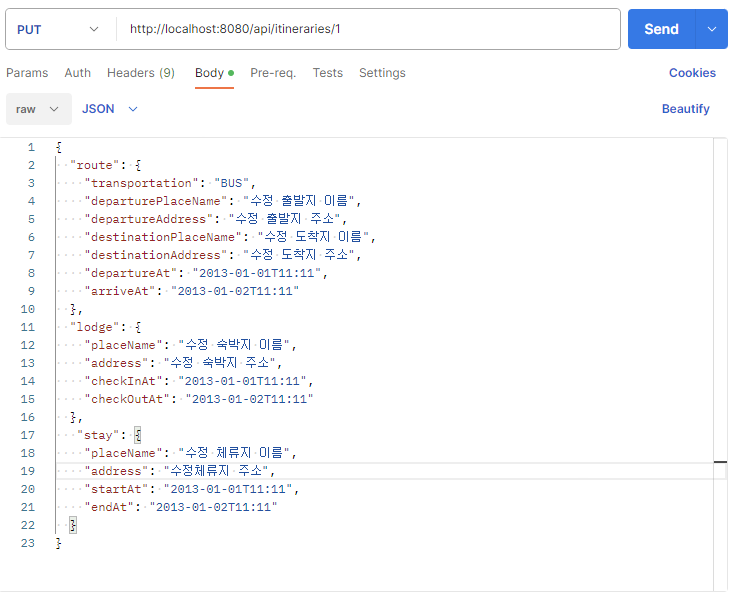 PUT http://localhost:8080/api/itineraries/1 Send
Params Auth Headers (9) Body Pre-req. Tests Settings Cookies
raw JSON Beautify
1 {
2 "route": {
3 "transportation": "BUS",
4 "departurePlaceName": "수정 출발지 이름",
5 "departureAddress": "수정 출발지 주소",
6 "destinationPlaceName": "수정 도착지 이름",
7 "destinationAddress": "수정 도착지 주소",
8 "departureAt": "2013-01-01T11:11",
9 "arriveAt": "2013-01-02T11:11"
10 },
11 "lodge": {
12 "placeName": "수정 숙박지 이름",
13 "address": "수정 숙박지 주소",
14 "checkInAt": "2013-01-01T11:11",
15 "checkOutAt": "2013-01-02T11:11"
16 },
17 "stay": {
18 "placeName": "수정 체류지 이름",
19 "address": "수정체류지 주소",
20 "startAt": "2013-01-01T11:11",
21 "endAt": "2013-01-02T11:11"
22 }
23 }